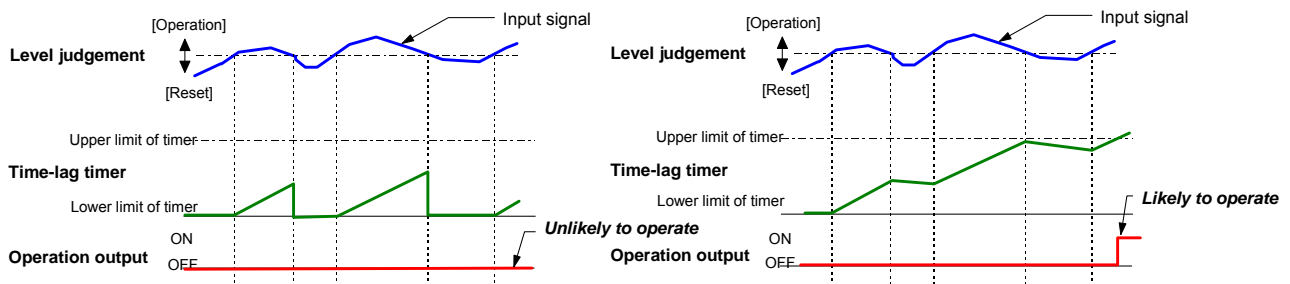 [Operation]
Input signal
Level judgement
[Reset]
Upper limit of timer
Time-lag timer
Lower limit of timer
Unlikely to operate
ON
Operation output
OFF
[Operation]
Input signal
Level judgement
[Reset]
Upper limit of timer
Time-lag timer
Lower limit of timer
Likely to operate
ON
Operation output
OFF